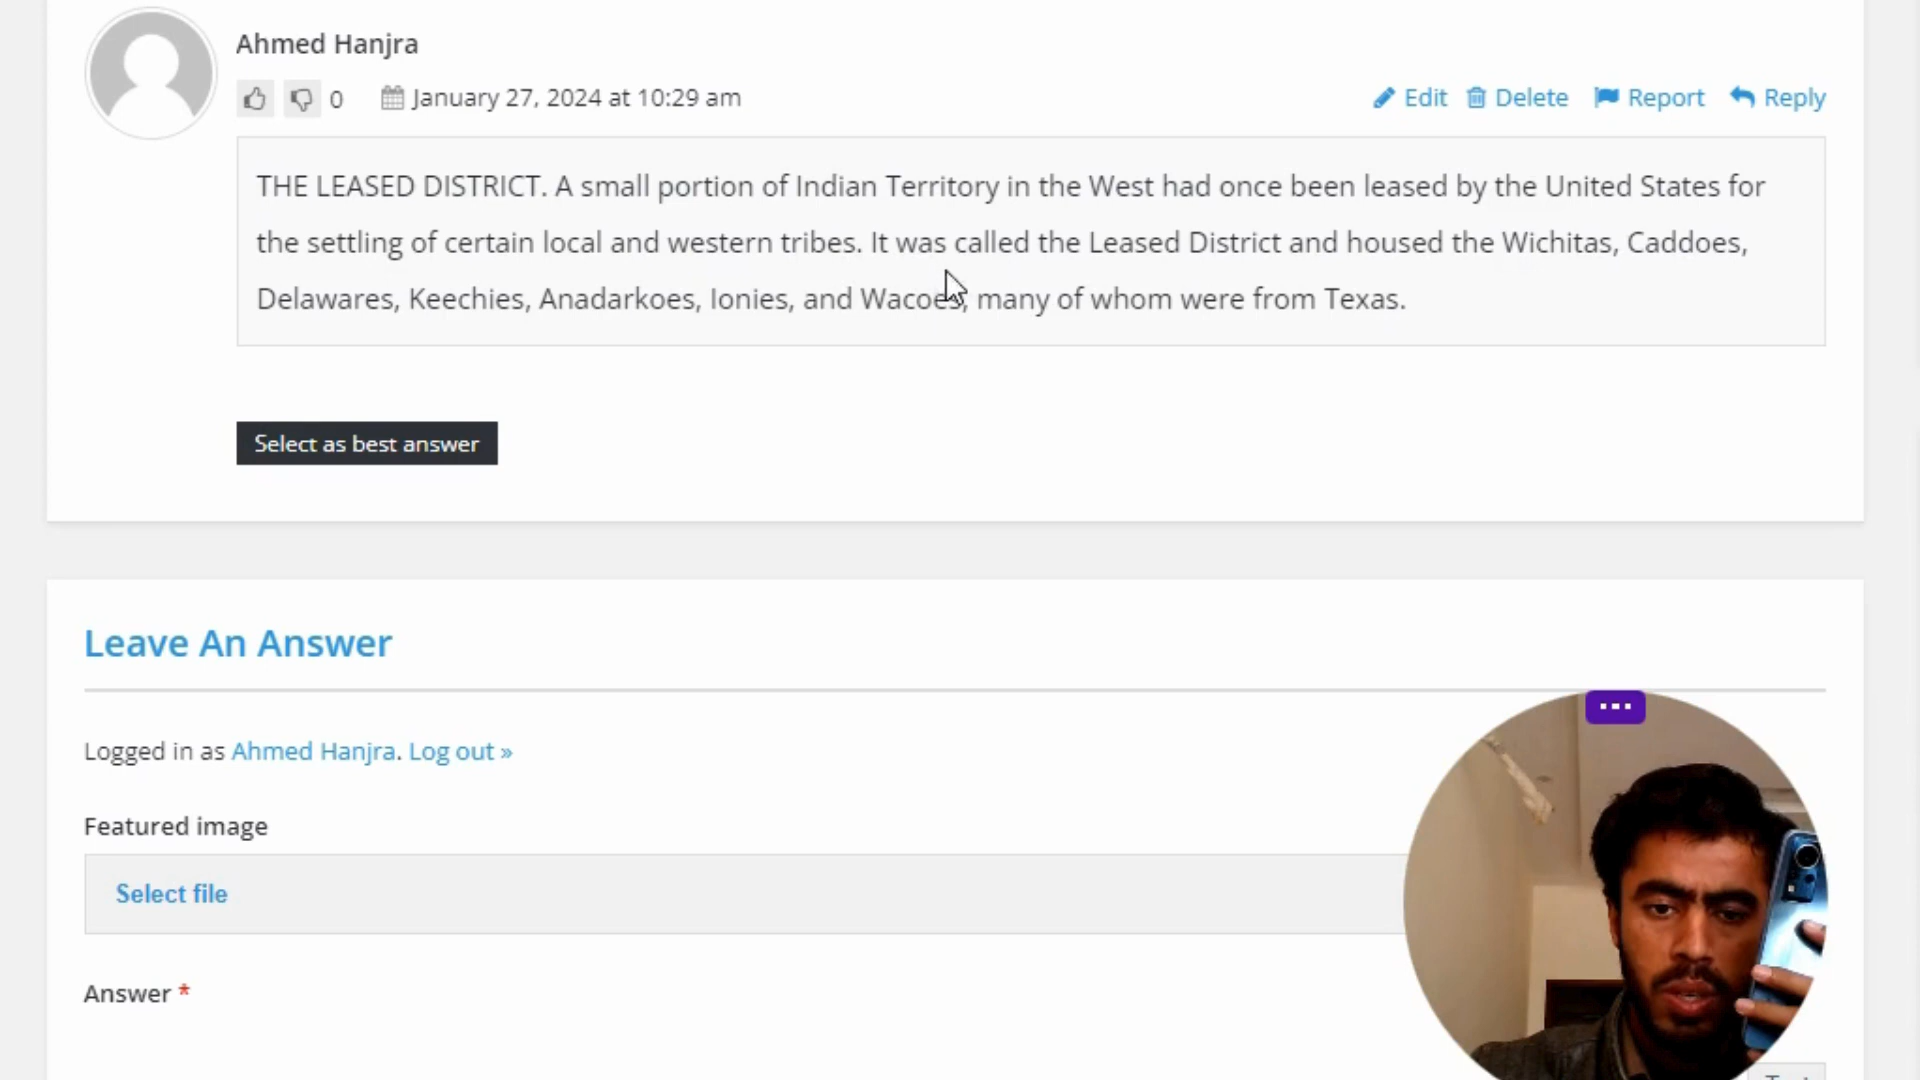 Ahmed Hanjra
0 January 27, 2024 at 10:29 am Edit Delete Report Reply
THE LEASED DISTRICT. A small portion of Indian Territory in the West had once been leased by the United States for
the settling of certain local and western tribes. It was called the Leased District and housed the Wichitas, Caddoes,
Delawares, Keechies, Anadarkoes, Ionies, and Wacoes, many of whom were from Texas.
Select as best answer
Leave An Answer
Logged in as Ahmed Hanjra. Log out »
Featured image
Select file
Answer *